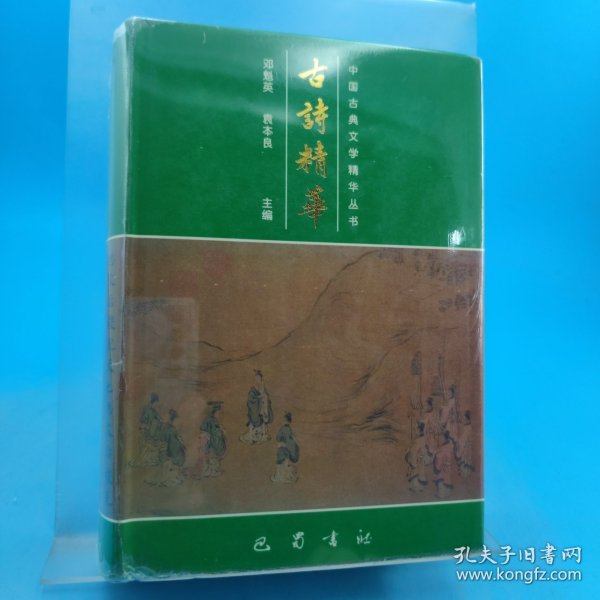 中国古典文学精华丛书
古詩精華
邓魁英 袁本良 主编
巴蜀書社
孔夫子旧书网
www.kongfz.com